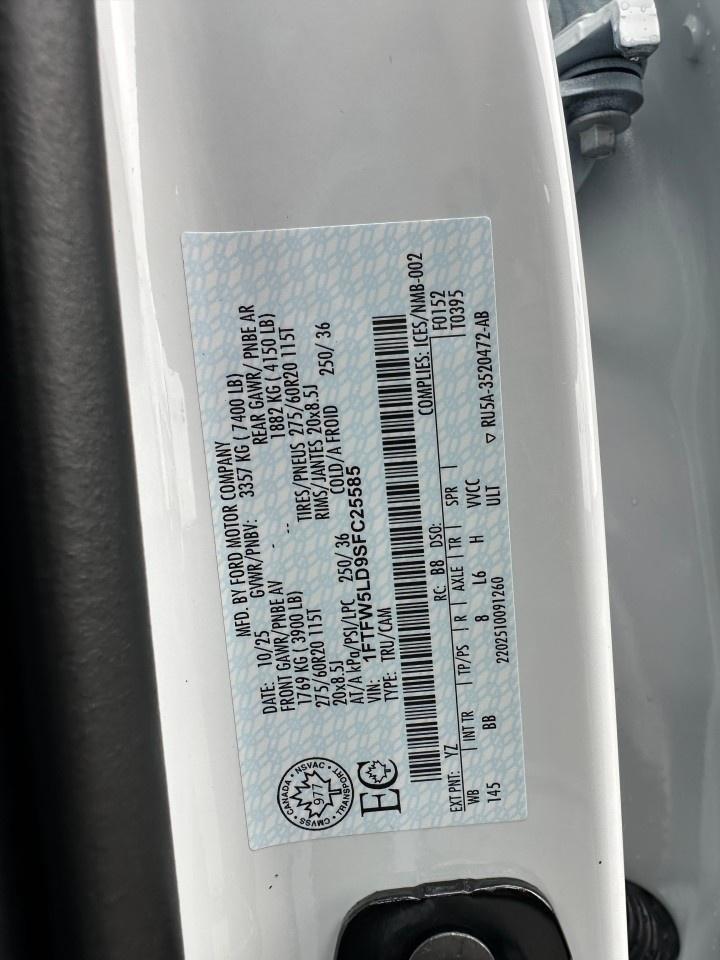 MFD. BY FORD MOTOR COMPANY
DATE: 10/25 GVWR/PNBV: 3357 KG ( 7400 LB)
FRONT GAWR/PNBE AV REAR GAWR/ PNBE AR
1769 KG ( 3900 LB) - -- 1882 KG ( 4150 LB)
275/60R20 115T TIRES/PNEUS 275/60R20 115T
20x8.5J RIMS/JANTES 20x8.5J
AT/A kPa/PSI/LPC 250/ 36 COLD/A FROID 250/ 36
VIN: 1FTFW5LD9SFC25585
TYPE: TRU/CAM
CANADA • NSVAC • TRANSPORT • CMVSS •
977
EC
COMPLIES: ICES/NMB-002
EXT PNT: YZ RC: B8 DSO: F0152
WB | INT TR | TP/PS | R | AXLE | TR | SPR | T0395
145 BB 8 L6 H VVCC
2202510091260 ULT ▽ RU5A-3520472-AB